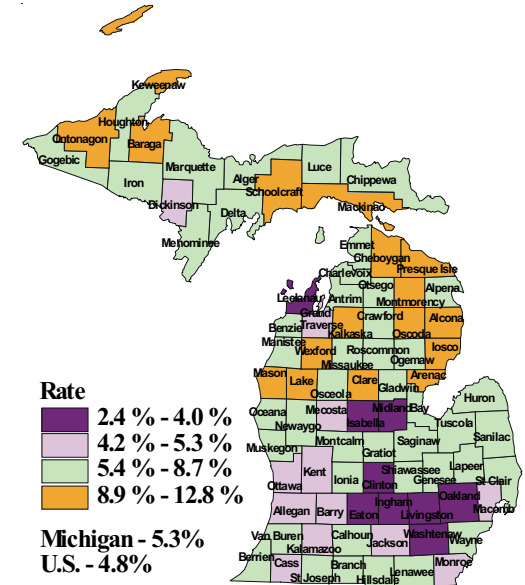 Keweenaw
Houghton
Ontonagon
Baraga
Gogebic
Marquette
Luce
Alger
Iron
Schoolcraft
Chippewa
Dickinson
Delta
Mackinac
Menominee
Emmet
Cheboygan
Presque Isle
Charlevoix
Otsego
Alpena
Leelanau
Antrim
Montmorency
Grand
Traverse
Crawford
Alcona
Benzie
Kalkaska
Oscoda
Manistee
Wexford
Roscommon
Iosco
Missaukee
Ogemaw
Mason
Lake
Clare
Arenac
Osceola
Gladwin
Huron
Oceana
Mecosta
Midland
Bay
Newaygo
Isabella
Tuscola
Sanilac
Muskegon
Montcalm
Saginaw
Gratiot
Kent
Ionia
Shiawassee
Lapeer
Ottawa
Clinton
Genesee
St Clair
Allegan
Barry
Ingham
Oakland
Eaton
Livingston
Macomb
Van Buren
Calhoun
Washtenaw
Wayne
Kalamazoo
Jackson
Berrien
Cass
Branch
Monroe
St Joseph
Hillsdale
Lenawee
Rate
2.4 % - 4.0 %
4.2 % - 5.3 %
5.4 % - 8.7 %
8.9 % - 12.8 %
Michigan - 5.3%
U.S. - 4.8%